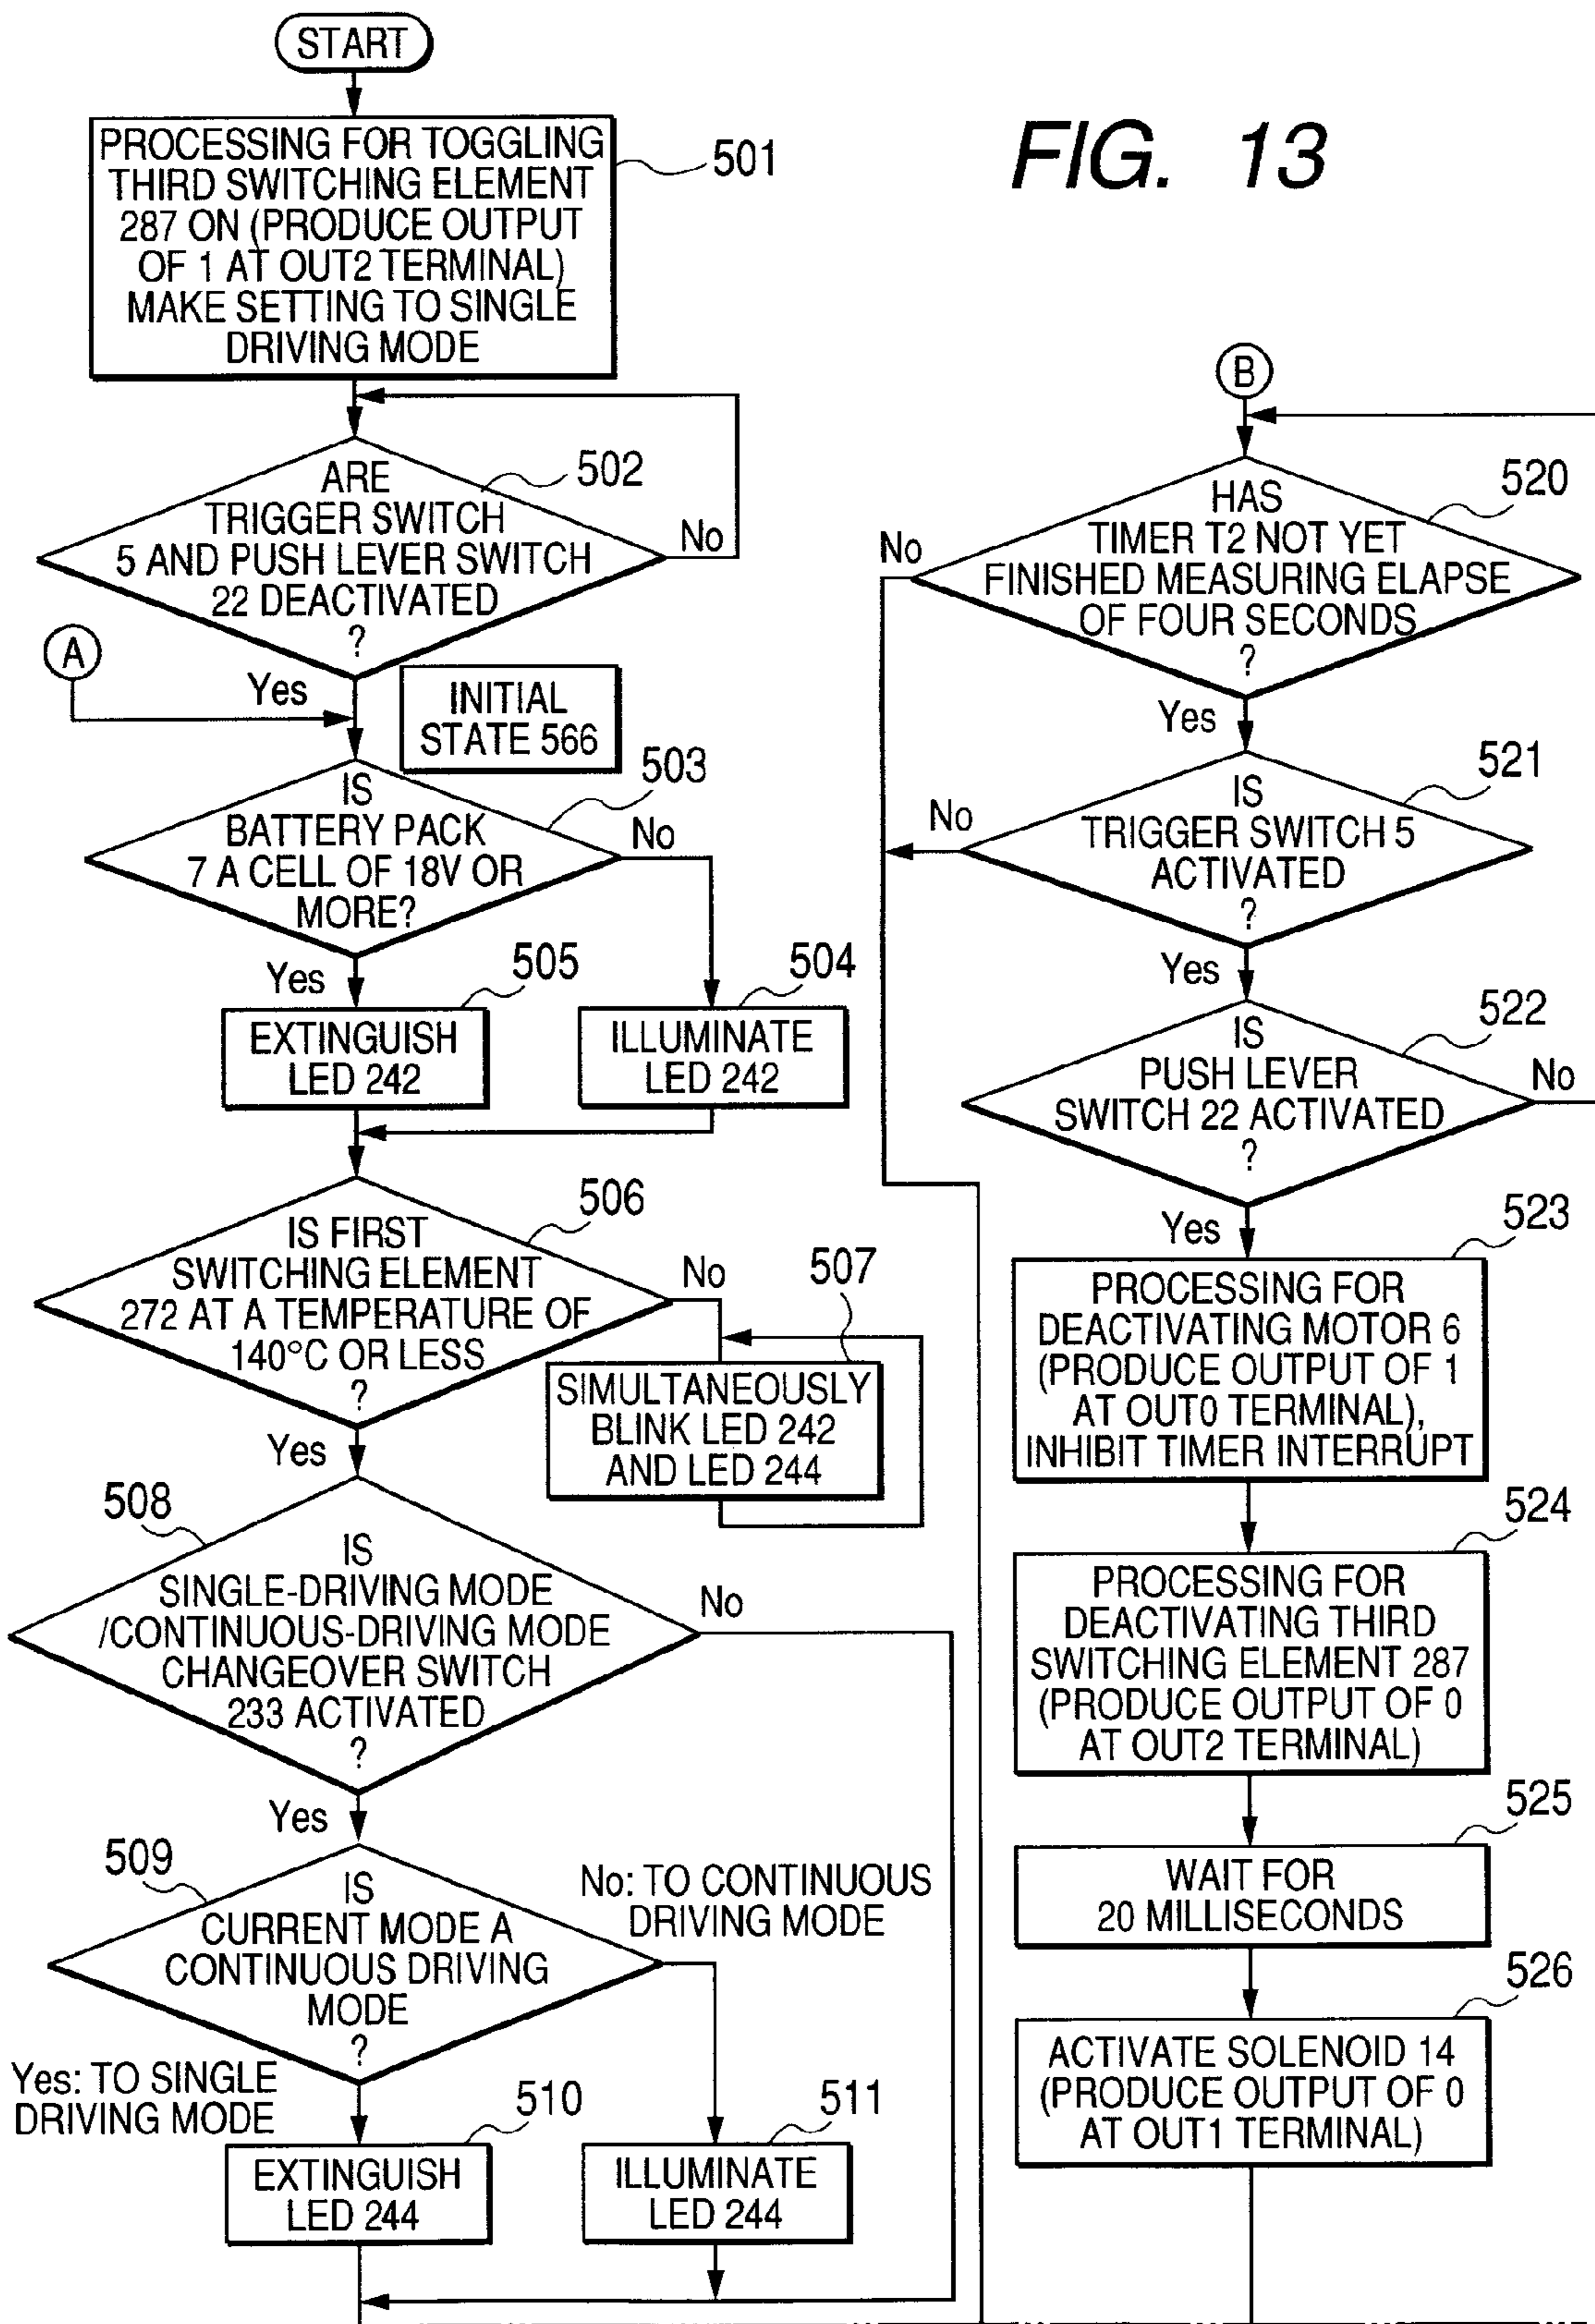 START
FIG. 13
PROCESSING FOR TOGGLING
THIRD SWITCHING ELEMENT
287 ON (PRODUCE OUTPUT
OF 1 AT OUT2 TERMINAL)
MAKE SETTING TO SINGLE
DRIVING MODE
501
ARE
TRIGGER SWITCH
5 AND PUSH LEVER SWITCH
22 DEACTIVATED
?
502
No
A
Yes
INITIAL
STATE 566
IS
BATTERY PACK
7 A CELL OF 18V OR
MORE?
503
No
Yes
505
504
EXTINGUISH
LED 242
ILLUMINATE
LED 242
IS FIRST
SWITCHING ELEMENT
272 AT A TEMPERATURE OF
140°C OR LESS
?
506
No
507
SIMULTANEOUSLY
BLINK LED 242
AND LED 244
Yes
508
IS
SINGLE-DRIVING MODE
/CONTINUOUS-DRIVING MODE
CHANGEOVER SWITCH
233 ACTIVATED
?
No
Yes
509
IS
CURRENT MODE A
CONTINUOUS DRIVING
MODE
?
No: TO CONTINUOUS
DRIVING MODE
Yes: TO SINGLE
DRIVING MODE
510
511
EXTINGUISH
LED 244
ILLUMINATE
LED 244
B
HAS
TIMER T2 NOT YET
FINISHED MEASURING ELAPSE
OF FOUR SECONDS
?
520
No
Yes
IS
TRIGGER SWITCH 5
ACTIVATED
?
521
No
Yes
IS
PUSH LEVER
SWITCH 22 ACTIVATED
?
522
No
Yes
523
PROCESSING FOR
DEACTIVATING MOTOR 6
(PRODUCE OUTPUT OF 1
AT OUT0 TERMINAL),
INHIBIT TIMER INTERRUPT
524
PROCESSING FOR
DEACTIVATING THIRD
SWITCHING ELEMENT 287
(PRODUCE OUTPUT OF 0
AT OUT2 TERMINAL)
525
WAIT FOR
20 MILLISECONDS
526
ACTIVATE SOLENOID 14
(PRODUCE OUTPUT OF 0
AT OUT1 TERMINAL)